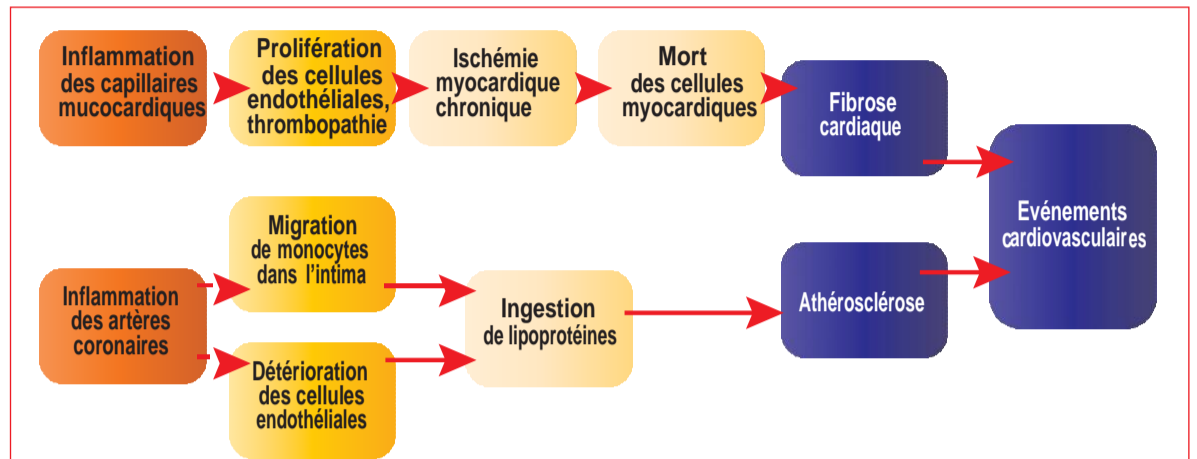 Inflammation
des capillaires
mucocardiques
Prolifération
des cellules
endothéliales,
thrombopathie
Ischémie
myocardique
chronique
Mort
des cellules
myocardiques
Fibrose
cardiaque
Inflammation
des artères
coronaires
Migration
de monocytes
dans l'intima
Détérioration
des cellules
endothéliales
Ingestion
de lipoprotéines
Athérosclérose
Evénements
cardiovasculaires